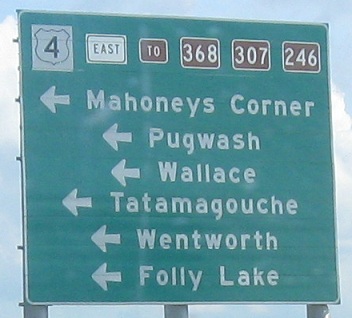 4 EAST TO 368 307 246
Mahoneys Corner
Pugwash
Wallace
Tatamagouche
Wentworth
Folly Lake